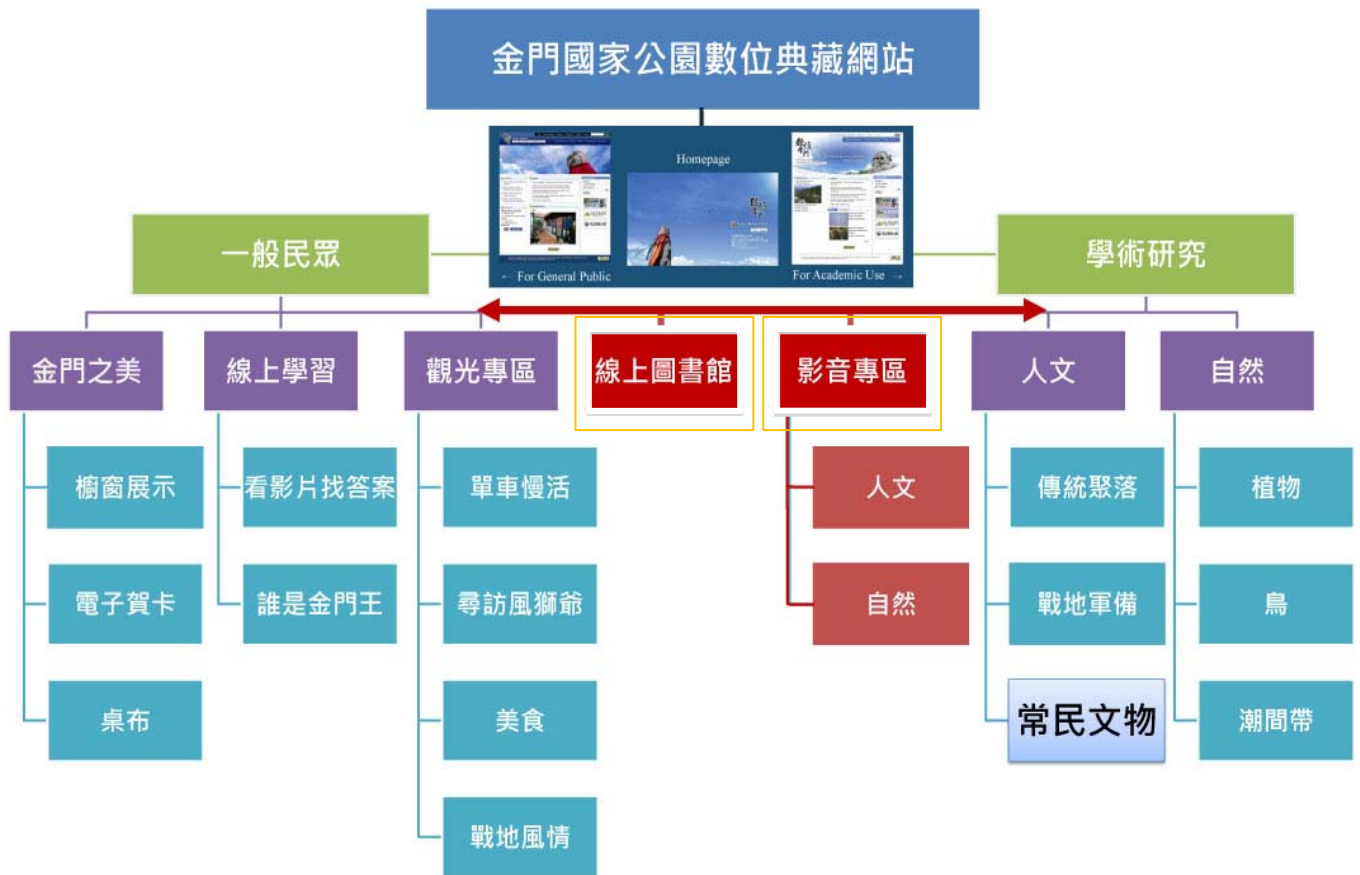 金門國家公園數位典藏網站
Homepage
← For General Public
For Academic Use →
一般民眾
學術研究
金門之美
線上學習
觀光專區
線上圖書館
影音專區
人文
自然
櫥窗展示
看影片找答案
單車慢活
人文
傳統聚落
植物
電子賀卡
誰是金門王
尋訪風獅爺
自然
戰地軍備
鳥
桌布
美食
常民文物
潮間帶
戰地風情